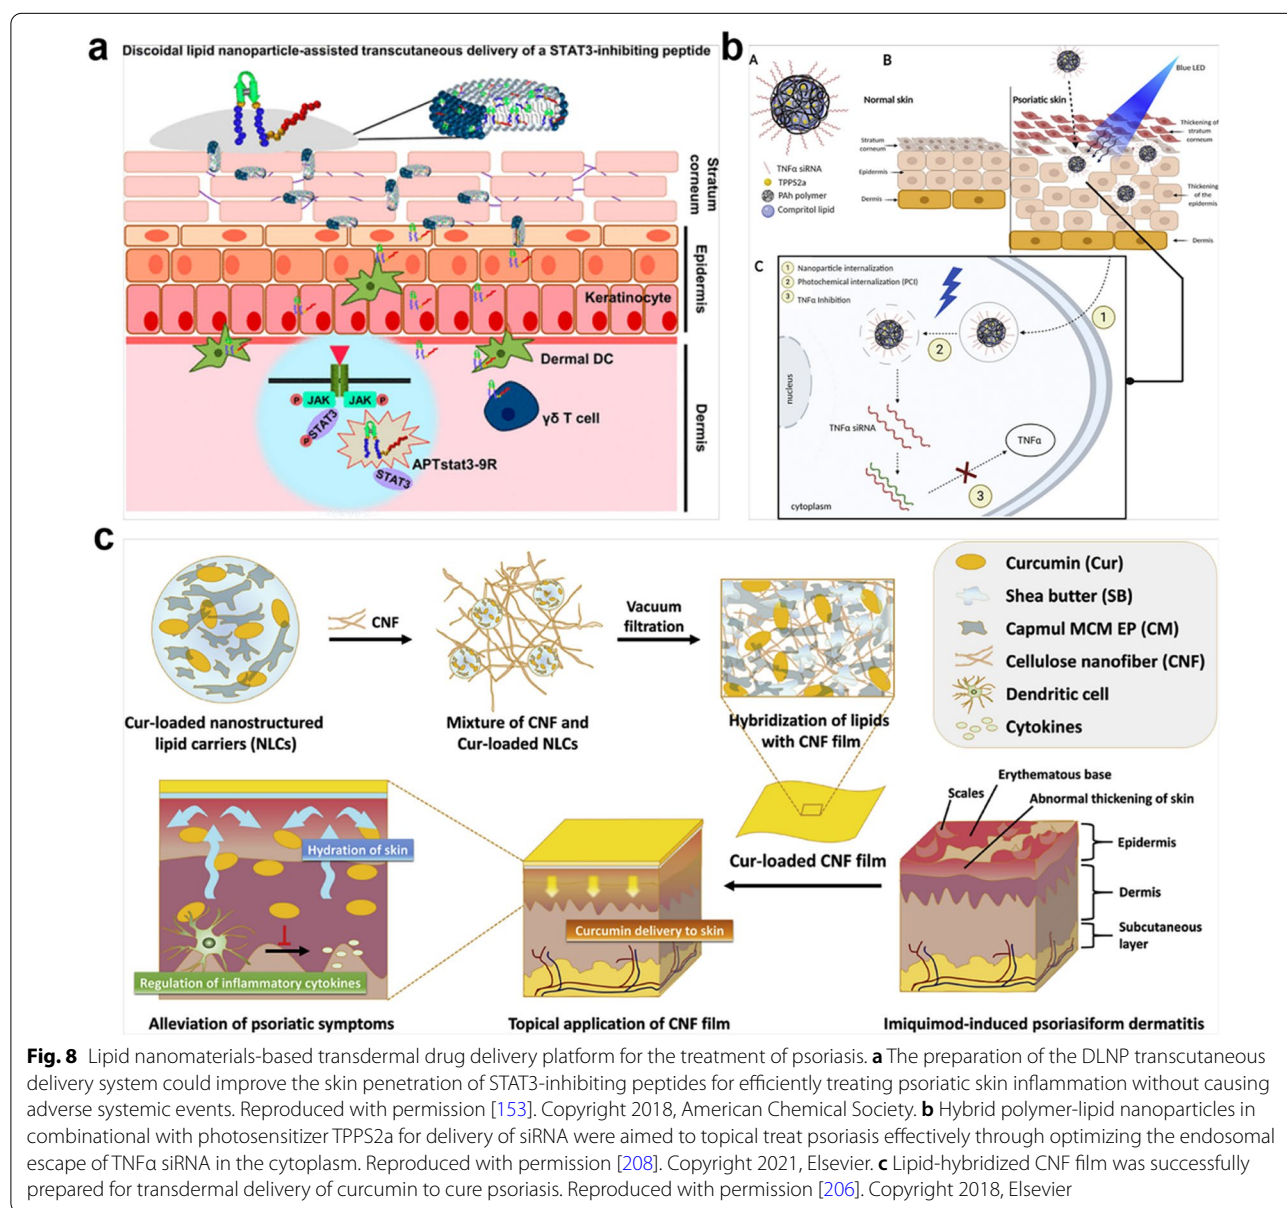 a
Discoidal lipid nanoparticle-assisted transcutaneous delivery of a STAT3-inhibiting peptide
Stratum
corneum
Epidermis
Keratinocyte
Dermal DC
γδ T cell
Dermis
P
JAK
JAK
P
STAT3
P
APTstat3-9R
STAT3
b
A
B
Blue LED
Normal skin
Psoriatic skin
Stratum
corneum
Epidermis
Dermis
Thickening of
stratum
corneum
Thickening
of the
epidermis
Dermis
TNFα siRNA
TPPS2a
PAh polymer
Compritol lipid
C
1 Nanoparticle internalization
2 Photochemical internalization (PCI)
3 TNFα Inhibition
1
2
nucleus
TNFα siRNA
TNFα
3
cytoplasm
c
CNF
Vacuum
filtration
Cur-loaded nanostructured
lipid carriers (NLCs)
Mixture of CNF and
Cur-loaded NLCs
Hybridization of lipids
with CNF film
Curcumin (Cur)
Shea butter (SB)
Capmul MCM EP (CM)
Cellulose nanofiber (CNF)
Dendritic cell
Cytokines
Hydration of skin
Regulation of inflammatory cytokines
Alleviation of psoriatic symptoms
Curcumin delivery to skin
Topical application of CNF film
Cur-loaded CNF film
Scales
Erythematous base
Abnormal thickening of skin
Epidermis
Dermis
Subcutaneous
layer
Imiquimod-induced psoriasiform dermatitis
Fig. 8 Lipid nanomaterials-based transdermal drug delivery platform for the treatment of psoriasis. a The preparation of the DLNP transcutaneous
delivery system could improve the skin penetration of STAT3-inhibiting peptides for efficiently treating psoriatic skin inflammation without causing
adverse systemic events. Reproduced with permission [153]. Copyright 2018, American Chemical Society. b Hybrid polymer-lipid nanoparticles in
combinational with photosensitizer TPPS2a for delivery of siRNA were aimed to topical treat psoriasis effectively through optimizing the endosomal
escape of TNFα siRNA in the cytoplasm. Reproduced with permission [208]. Copyright 2021, Elsevier. c Lipid-hybridized CNF film was successfully
prepared for transdermal delivery of curcumin to cure psoriasis. Reproduced with permission [206]. Copyright 2018, Elsevier